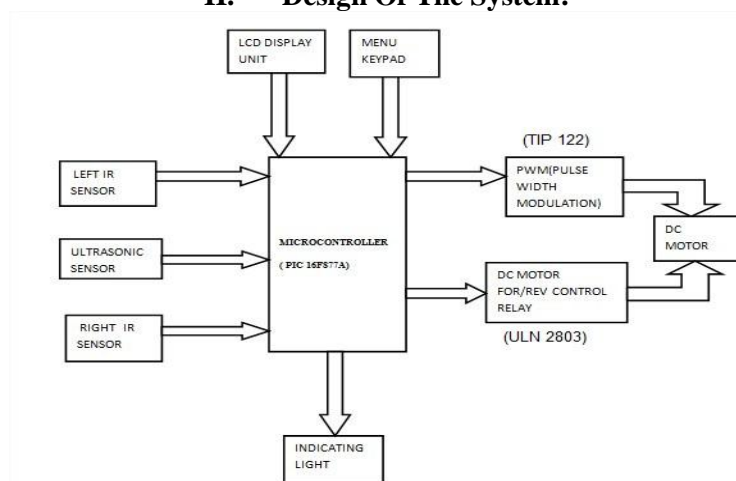 II. Design Of The System:
LCD DISPLAY
UNIT
MENU
KEYPAD
(TIP 122)
LEFT IR
SENSOR
PWM(PULSE
WIDTH
MODULATION)
DC
MOTOR
MICROCONTROLLER
( PIC 16F877A)
ULTRASONIC
SENSOR
DC MOTOR
FOR/REV CONTROL
RELAY
(ULN 2803)
RIGHT IR
SENSOR
INDICATING
LIGHT